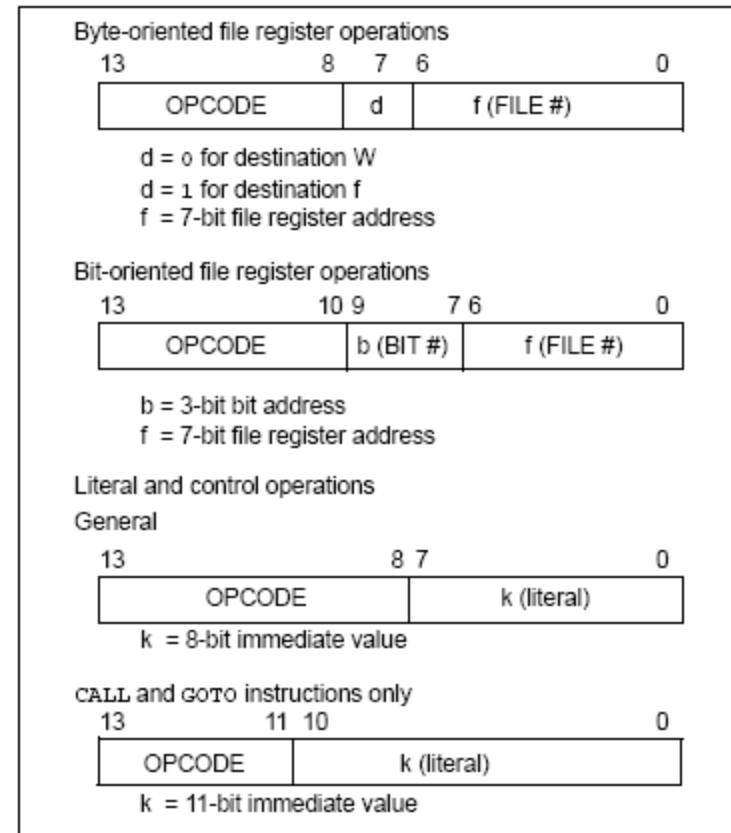 Byte-oriented file register operations
13 8 7 6 0
OPCODE d f (FILE #)
d = 0 for destination W
d = 1 for destination f
f = 7-bit file register address
Bit-oriented file register operations
13 10 9 7 6 0
OPCODE b (BIT #) f (FILE #)
b = 3-bit bit address
f = 7-bit file register address
Literal and control operations
General
13 8 7 0
OPCODE k (literal)
k = 8-bit immediate value
CALL and GOTO instructions only
13 11 10 0
OPCODE k (literal)
k = 11-bit immediate value